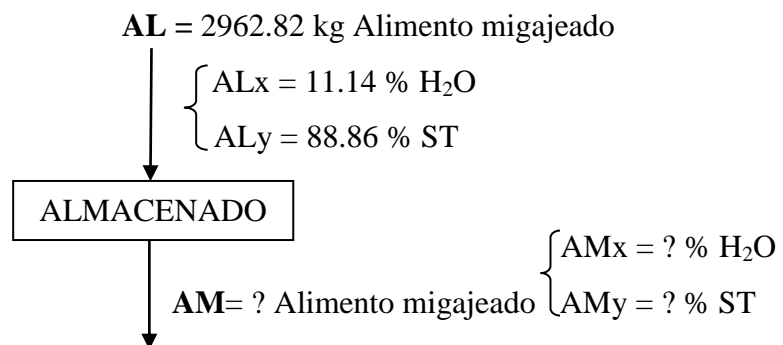 AL = 2962.82 kg Alimento migajeado
ALx = 11.14 % H₂O
ALy = 88.86 % ST
ALMACENADO
AMx = ? % H₂O
AM= ? Alimento migajeado
AMy = ? % ST